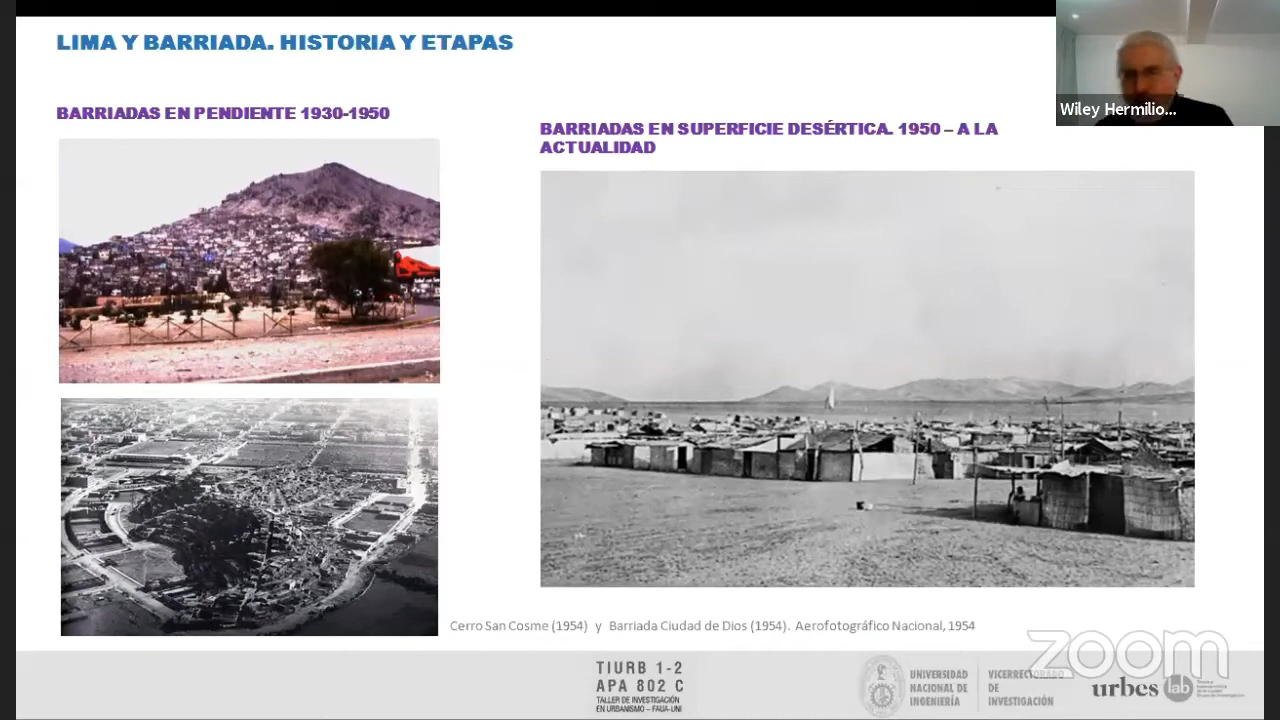 LIMA Y BARRIADA. HISTORIA Y ETAPAS
Wiley Hermilio...
BARRIADAS EN PENDIENTE 1930-1950
BARRIADAS EN SUPERFICIE DESÉRTICA. 1950 – A LA
ACTUALIDAD
Cerro San Cosme (1954) y Barriada Ciudad de Dios (1954). Aerofotográfico Nacional, 1954
zoom
TIURB 1-2
APA 802 C
TALLER DE INVESTIGACIÓN
EN URBANISMO – FAUA-UNI
UNIVERSIDAD
NACIONAL DE
INGENIERÍA
VICERRECTORADO
DE
INVESTIGACIÓN
urbes lab